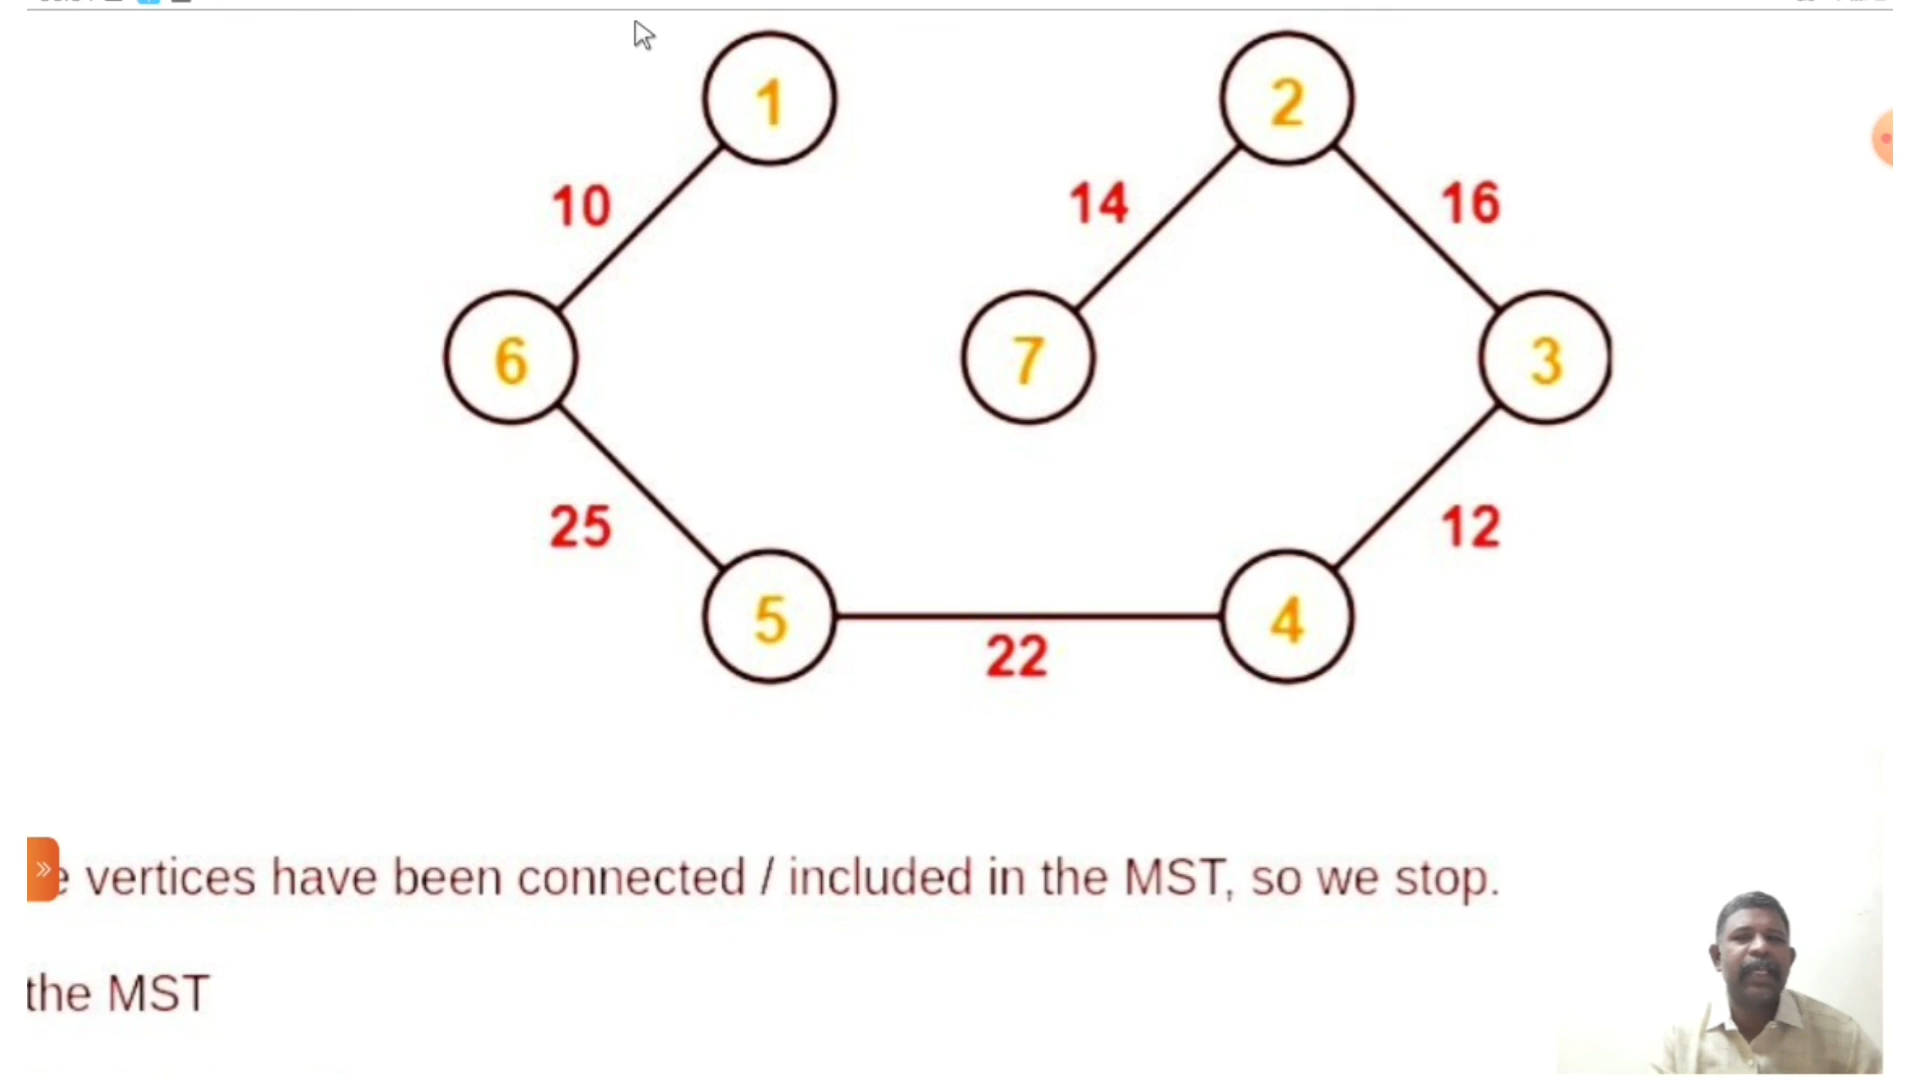 1 2
10 14 16
6 7 3
25 12
5 4
22
vertices have been connected / included in the MST, so we stop.
the MST